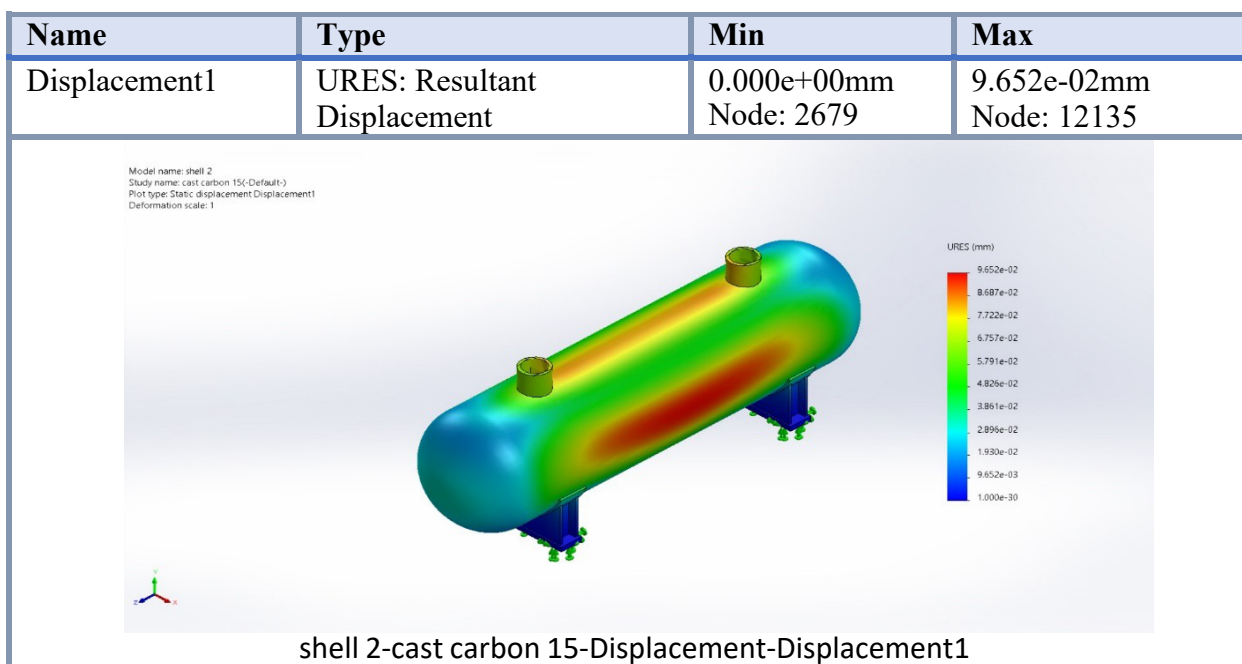 Name Type Min Max
Displacement1 URES: Resultant 0.000e+00mm 9.652e-02mm
Displacement Node: 2679 Node: 12135
Model name: shell 2
Study name: cast carbon 15(-Default-)
Plot type: Static displacement Displacement1
Deformation scale: 1
URES (mm)
9.652e-02
8.687e-02
7.722e-02
6.757e-02
5.791e-02
4.826e-02
3.861e-02
2.896e-02
1.930e-02
9.652e-03
1.000e-30
Y
Z X
shell 2-cast carbon 15-Displacement-Displacement1